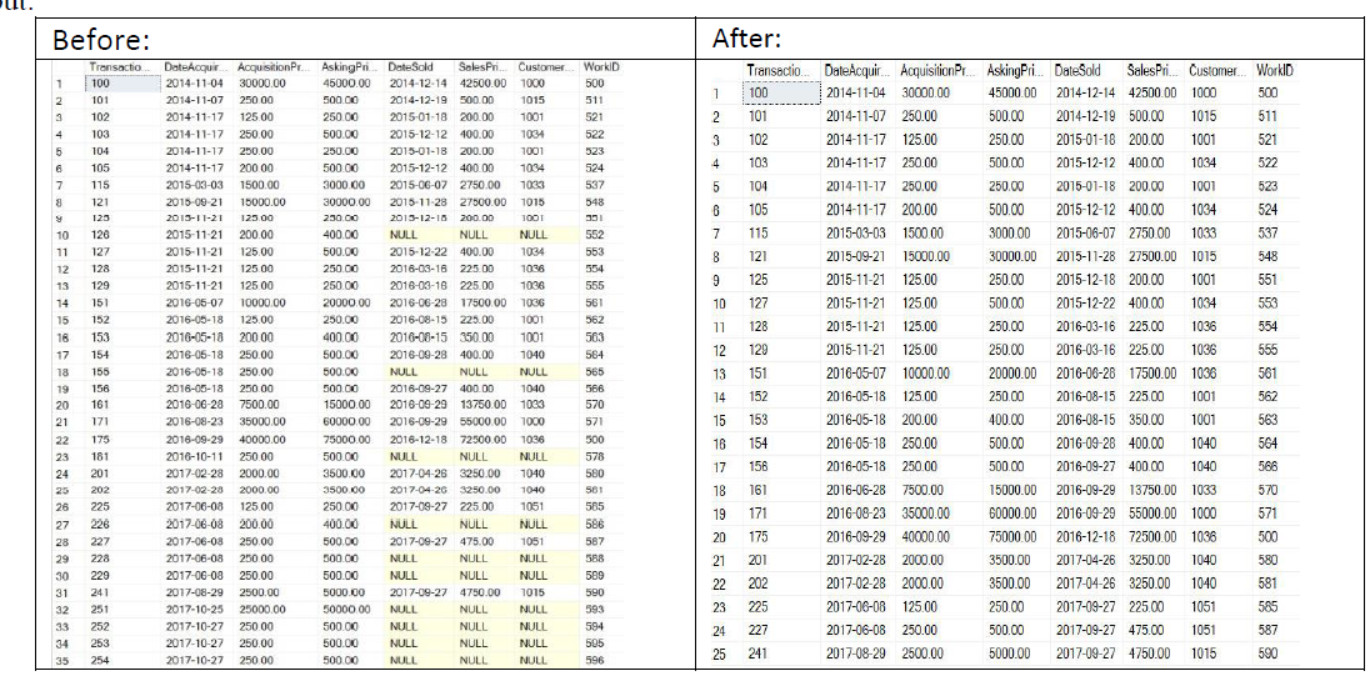 Before:
Transactio... DateAcquir... AcquisitionPr... AskingPri... DateSold SalesPri... Customer... WorkID
1 100 2014-11-04 30000.00 45000.00 2014-12-14 42500.00 1000 500
2 101 2014-11-07 250.00 500.00 2014-12-19 500.00 1015 511
3 102 2014-11-17 125.00 250.00 2015-01-18 200.00 1001 521
4 103 2014-11-17 250.00 500.00 2015-12-12 400.00 1034 522
5 104 2014-11-17 250.00 250.00 2015-01-18 200.00 1001 523
6 105 2014-11-17 200.00 500.00 2015-12-12 400.00 1034 524
7 115 2015-03-03 1500.00 3000.00 2015-06-07 2750.00 1033 537
8 121 2015-09-21 15000.00 30000.00 2015-11-28 27500.00 1015 548
9 125 2015-11-21 125.00 250.00 2015-12-18 200.00 1001 551
10 126 2015-11-21 200.00 400.00 NULL NULL NULL 552
11 127 2015-11-21 125.00 500.00 2015-12-22 400.00 1034 553
12 128 2015-11-21 125.00 250.00 2016-03-16 225.00 1036 554
13 129 2015-11-21 125.00 250.00 2016-03-16 225.00 1036 555
14 151 2016-05-07 10000.00 20000.00 2016-06-28 17500.00 1036 561
15 152 2016-05-18 125.00 250.00 2016-08-15 225.00 1001 562
16 153 2016-05-18 200.00 400.00 2016-08-15 350.00 1001 563
17 154 2016-05-18 250.00 500.00 2016-09-28 400.00 1040 564
18 155 2016-05-18 250.00 500.00 NULL NULL NULL 565
19 156 2016-05-18 250.00 500.00 2016-09-27 400.00 1040 566
20 161 2016-06-28 7500.00 15000.00 2016-09-29 13750.00 1033 570
21 171 2016-08-23 35000.00 60000.00 2016-09-29 55000.00 1000 571
22 175 2016-09-29 40000.00 75000.00 2016-12-18 72500.00 1036 500
23 181 2016-10-11 250.00 500.00 NULL NULL NULL 578
24 201 2017-02-28 2000.00 3500.00 2017-04-26 3250.00 1040 580
25 202 2017-02-28 2000.00 3500.00 2017-04-26 3250.00 1040 581
26 225 2017-06-08 125.00 250.00 2017-09-27 225.00 1051 585
27 226 2017-06-08 200.00 400.00 NULL NULL NULL 586
28 227 2017-06-08 250.00 500.00 2017-09-27 475.00 1051 587
29 228 2017-06-08 250.00 500.00 NULL NULL NULL 588
30 229 2017-06-08 250.00 500.00 NULL NULL NULL 589
31 241 2017-08-29 2500.00 5000.00 2017-09-27 4750.00 1015 590
32 251 2017-10-25 25000.00 50000.00 NULL NULL NULL 593
33 252 2017-10-27 250.00 500.00 NULL NULL NULL 594
34 253 2017-10-27 250.00 500.00 NULL NULL NULL 595
35 254 2017-10-27 250.00 500.00 NULL NULL NULL 596
After:
Transactio... DateAcquir... AcquisitionPr... AskingPri... DateSold SalesPri... Customer... WorkID
1 100 2014-11-04 30000.00 45000.00 2014-12-14 42500.00 1000 500
2 101 2014-11-07 250.00 500.00 2014-12-19 500.00 1015 511
3 102 2014-11-17 125.00 250.00 2015-01-18 200.00 1001 521
4 103 2014-11-17 250.00 500.00 2015-12-12 400.00 1034 522
5 104 2014-11-17 250.00 250.00 2015-01-18 200.00 1001 523
6 105 2014-11-17 200.00 500.00 2015-12-12 400.00 1034 524
7 115 2015-03-03 1500.00 3000.00 2015-06-07 2750.00 1033 537
8 121 2015-09-21 15000.00 30000.00 2015-11-28 27500.00 1015 548
9 125 2015-11-21 125.00 250.00 2015-12-18 200.00 1001 551
10 127 2015-11-21 125.00 500.00 2015-12-22 400.00 1034 553
11 128 2015-11-21 125.00 250.00 2016-03-16 225.00 1036 554
12 129 2015-11-21 125.00 250.00 2016-03-16 225.00 1036 555
13 151 2016-05-07 10000.00 20000.00 2016-06-28 17500.00 1036 561
14 152 2016-05-18 125.00 250.00 2016-08-15 225.00 1001 562
15 153 2016-05-18 200.00 400.00 2016-08-15 350.00 1001 563
16 154 2016-05-18 250.00 500.00 2016-09-28 400.00 1040 564
17 156 2016-05-18 250.00 500.00 2016-09-27 400.00 1040 566
18 161 2016-06-28 7500.00 15000.00 2016-09-29 13750.00 1033 570
19 171 2016-08-23 35000.00 60000.00 2016-09-29 55000.00 1000 571
20 175 2016-09-29 40000.00 75000.00 2016-12-18 72500.00 1036 500
21 201 2017-02-28 2000.00 3500.00 2017-04-26 3250.00 1040 580
22 202 2017-02-28 2000.00 3500.00 2017-04-26 3250.00 1040 581
23 225 2017-06-08 125.00 250.00 2017-09-27 225.00 1051 585
24 227 2017-06-08 250.00 500.00 2017-09-27 475.00 1051 587
25 241 2017-08-29 2500.00 5000.00 2017-09-27 4750.00 1015 590